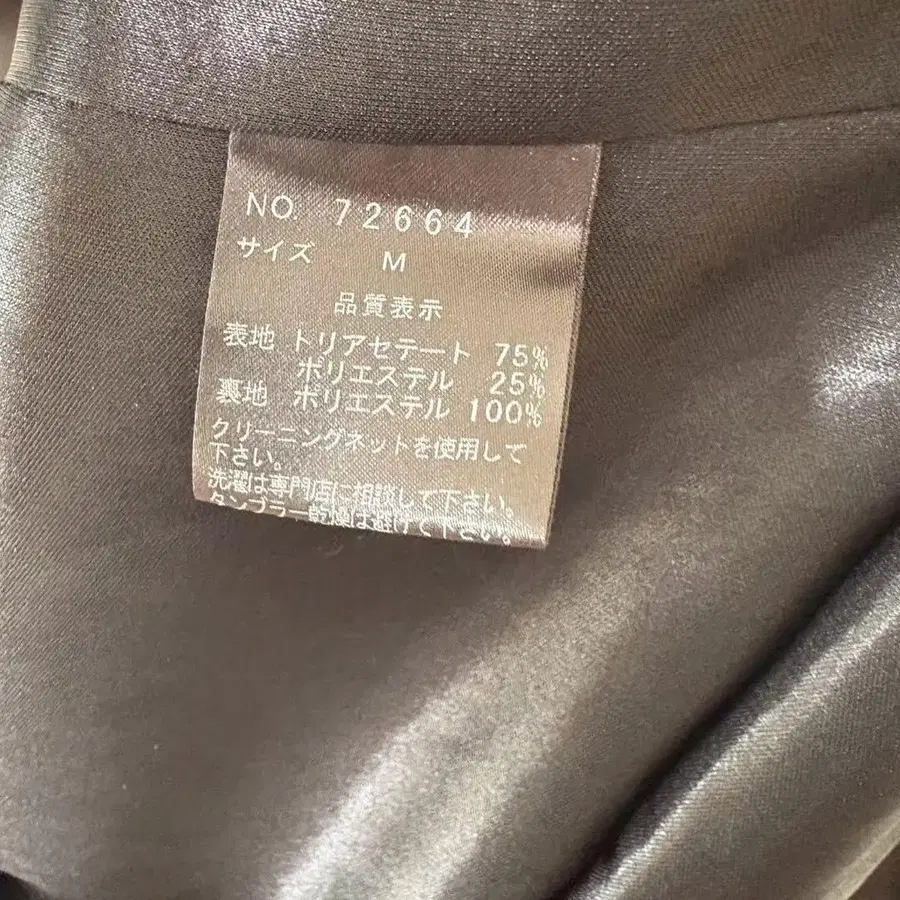 NO. 72664
サイズ M
品質表示
表地 トリアセテート 75%
ポリエステル 25%
裏地 ポリエステル 100%
クリーニングネットを使用して
下さい。
洗濯は専門店に相談して下さい。
タンブラー乾燥は避けて下さい。